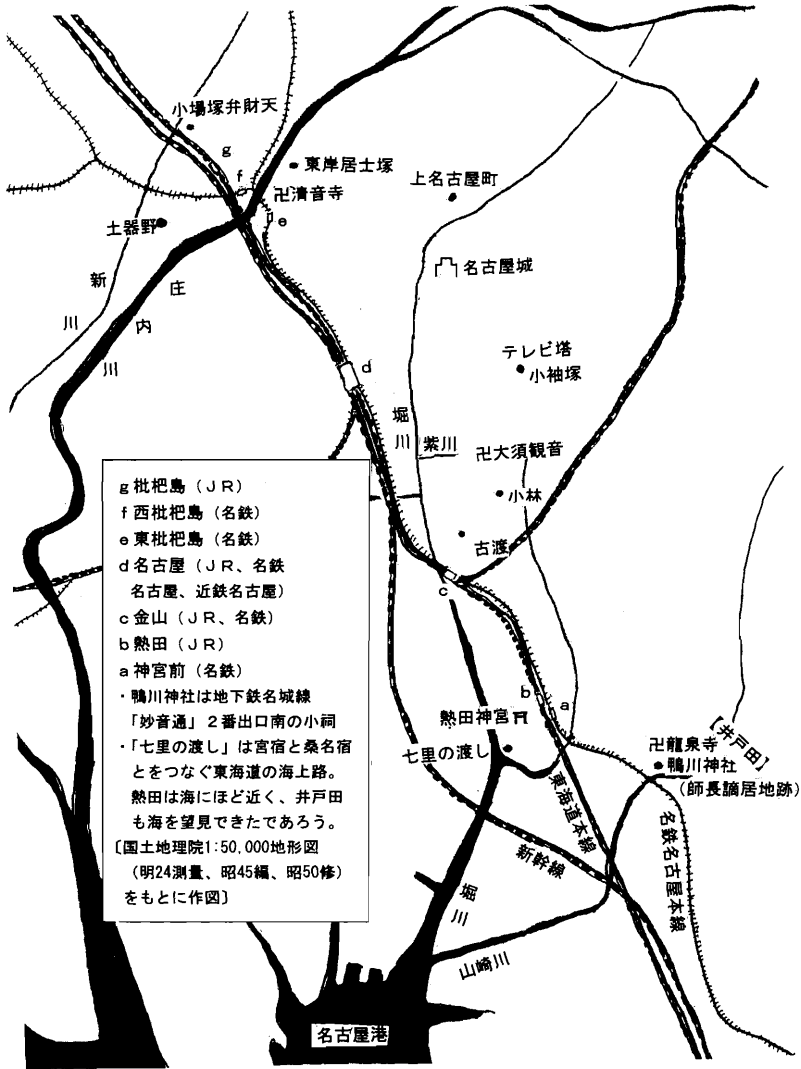 小場塚弁財天
g
f
東岸居士塚
卍清音寺
e
土器野
上名古屋町
名古屋城
新川
庄内川
テレビ塔
小袖塚
d
堀川
紫川
卍大須観音
小林
古渡
c
g枇杷島(JR)
f西枇杷島(名鉄)
e東枇杷島(名鉄)
d名古屋(JR、名鉄
名古屋、近鉄名古屋)
c金山(JR、名鉄)
b熱田(JR)
a神宮前(名鉄)
・鴨川神社は地下鉄名城線
「妙音通」2番出口南の小祠
・「七里の渡し」は宮宿と桑名宿
とをつなぐ東海道の海上路。
熱田は海にほど近く、井戸田
も海を望見できたであろう。
〔国土地理院1:50,000地形図
(明24測量、昭45編、昭50修)
をもとに作図〕
b
a
熱田神宮
七里の渡し
【井戸田】
卍龍泉寺
鴨川神社
(師長謫居地跡)
東海道本線
新幹線
名鉄名古屋本線
堀川
山崎川
名古屋港